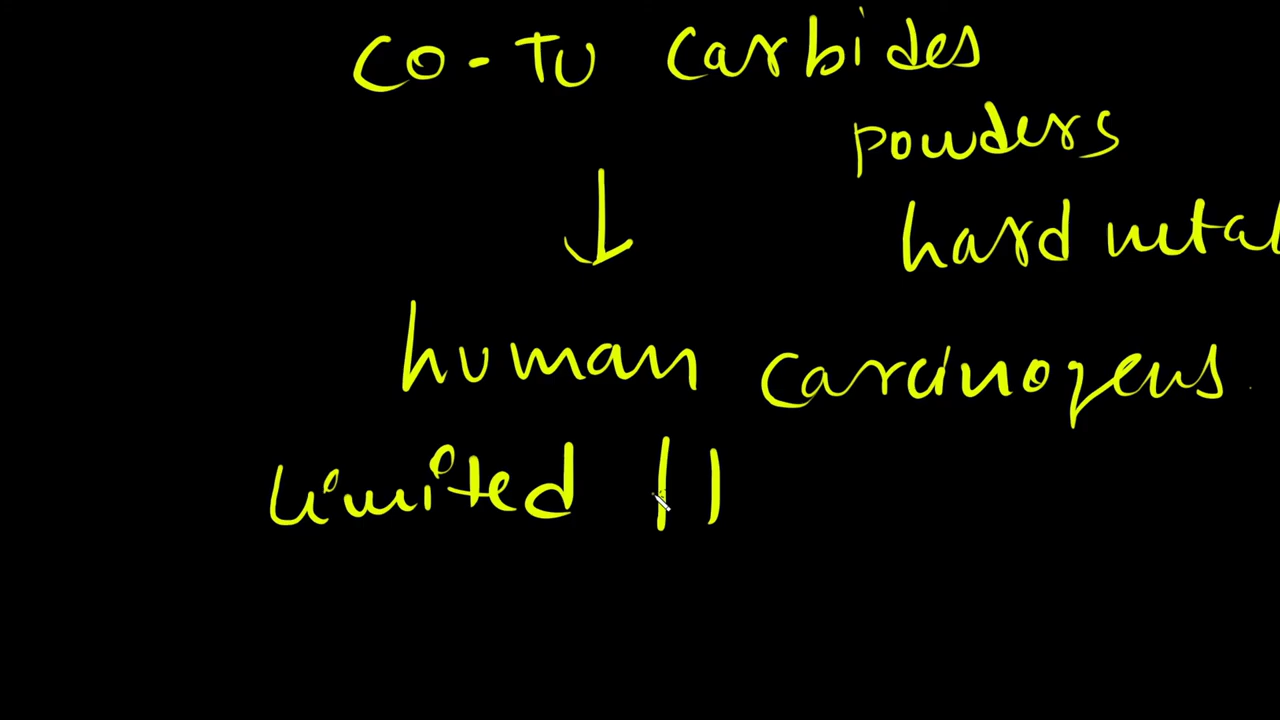 CO-TU carbides
powders
hard metal
human carcinogens
limited